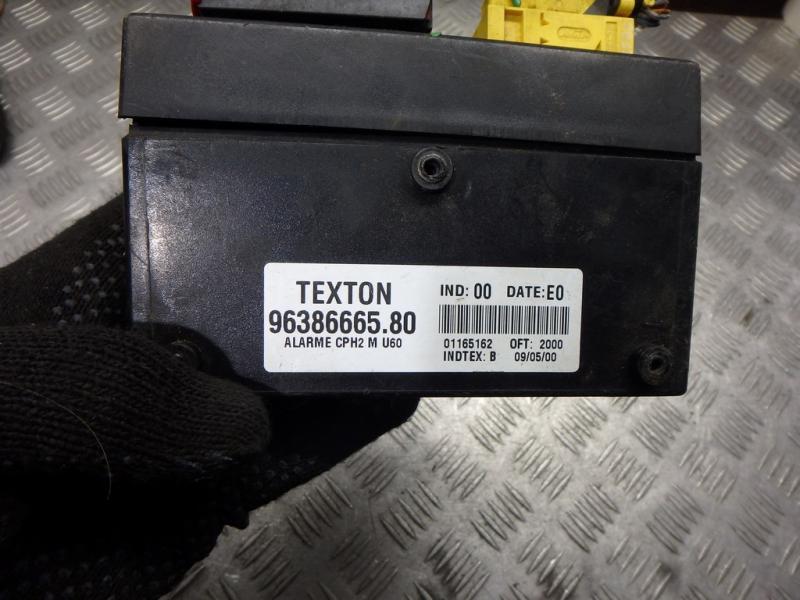 TEXTON
96386665.80
ALARME CPH2 M U60
IND: 00 DATE: E0
01165162 OFT: 2000
INDTEX: B 09/05/00